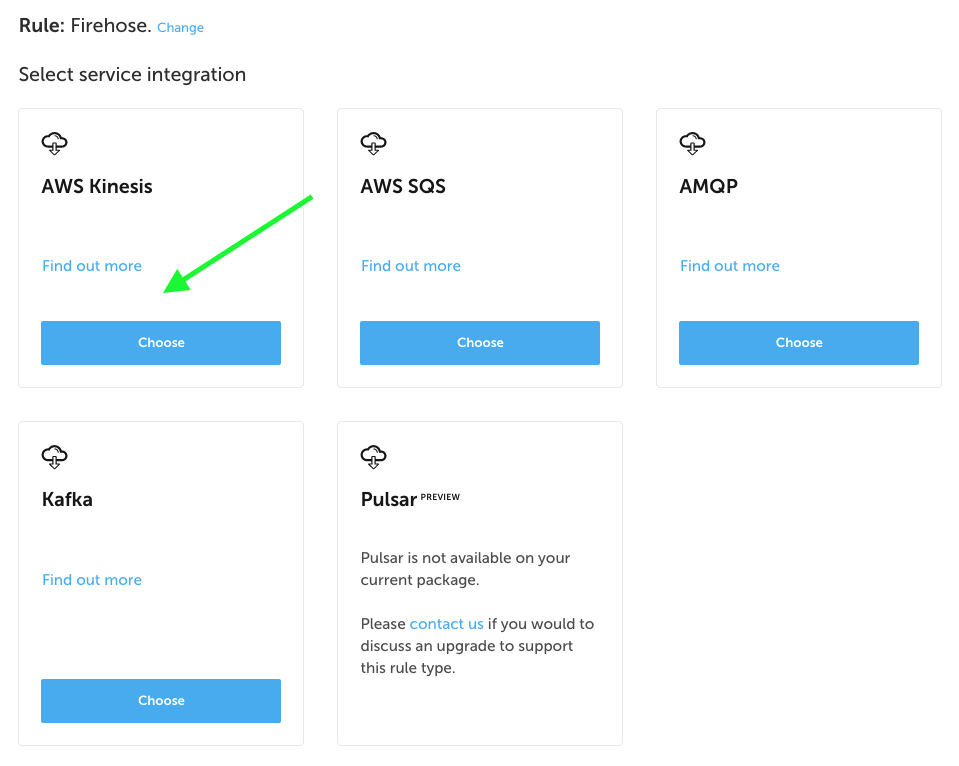 Rule: Firehose. Change
Select service integration
AWS Kinesis
Find out more
Choose
AWS SQS
Find out more
Choose
AMQP
Find out more
Choose
Kafka
Find out more
Choose
Pulsar PREVIEW
Pulsar is not available on your
current package.
Please contact us if you would to
discuss an upgrade to support
this rule type.